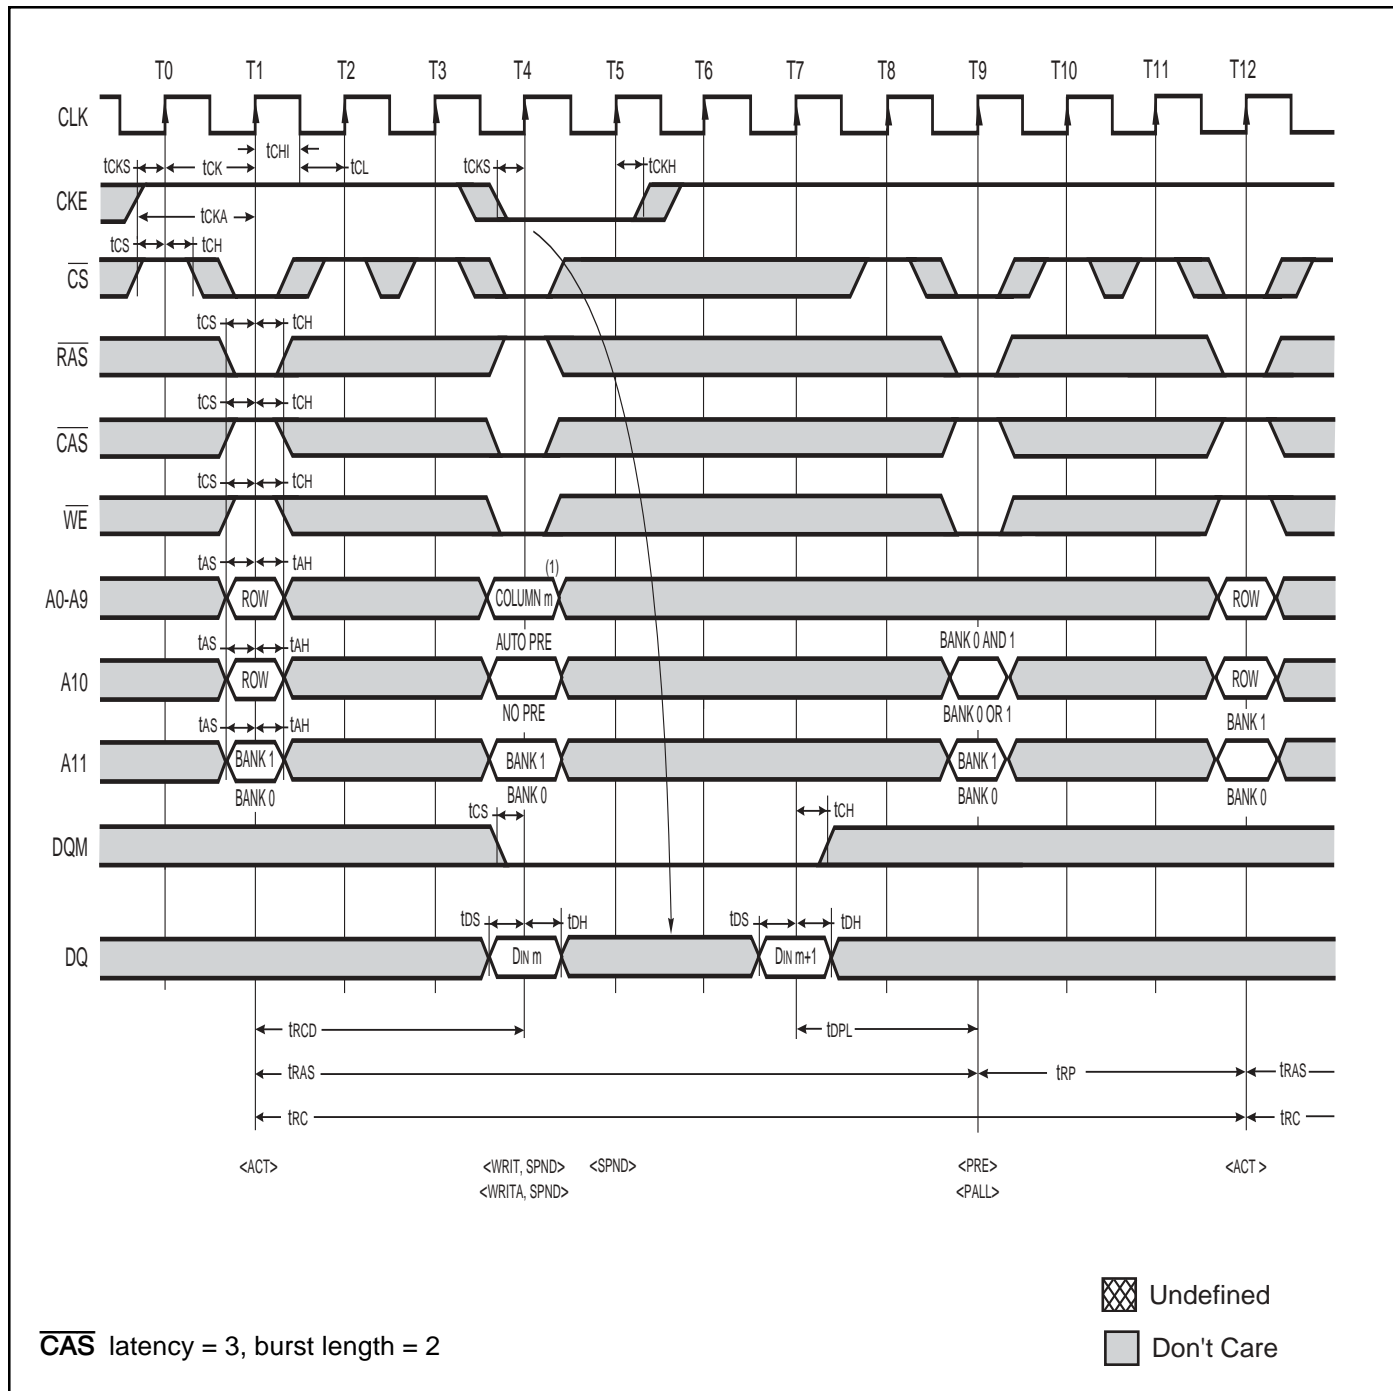 T0 T1 T2 T3 T4 T5 T6 T7 T8 T9 T10 T11 T12
CLK
tCHI
tCKS tCK tCL tCKS tCKH
CKE
tCKA
tCS tCH
CS
tCS tCH
RAS
tCS tCH
CAS
tCS tCH
WE
tAS tAH (1)
A0-A9 ROW COLUMN m ROW
tAS tAH AUTO PRE BANK 0 AND 1
A10 ROW ROW
NO PRE BANK 0 OR 1 BANK 1
tAS tAH
A11 BANK 1 BANK 1 BANK 1
BANK 0 BANK 0 BANK 0 BANK 0
tCS tCH
DQM
tDS tDH tDS tDH
DQ DIN m DIN m+1
tRCD tDPL
tRAS tRP tRAS
tRC tRC
<ACT> <WRIT, SPND> <SPND> <PRE> <ACT >
<WRITA, SPND> <PALL>
Undefined
CAS latency = 3, burst length = 2
Don't Care